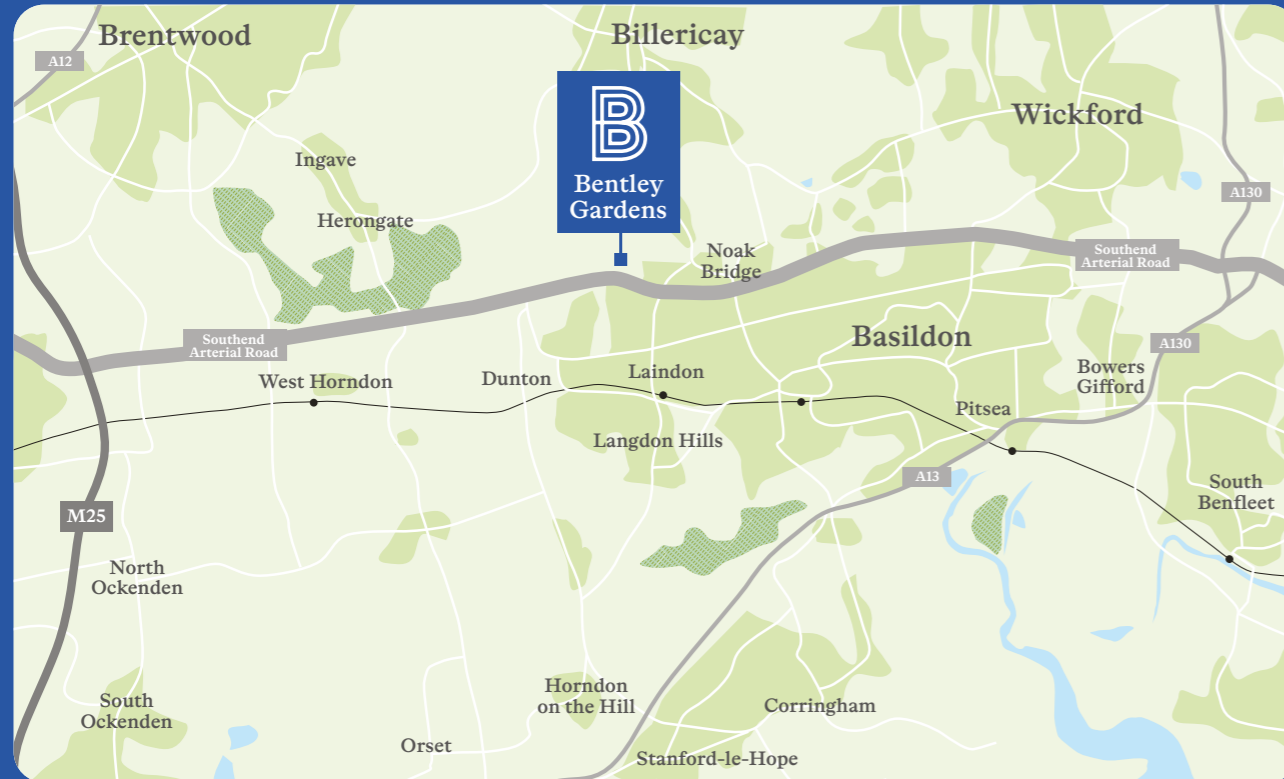 Brentwood
Billericay
A12
B
Bentley
Gardens
Wickford
Ingave
A130
Herongate
Noak
Bridge
Southend
Arterial Road
Southend
Arterial Road
Basildon
A130
West Horndon
Dunton
Laindon
Bowers
Gifford
Pitsea
Langdon Hills
A13
South
Benfleet
M25
North
Ockenden
South
Ockenden
Horndon
on the Hill
Corringham
Orset
Stanford-le-Hope